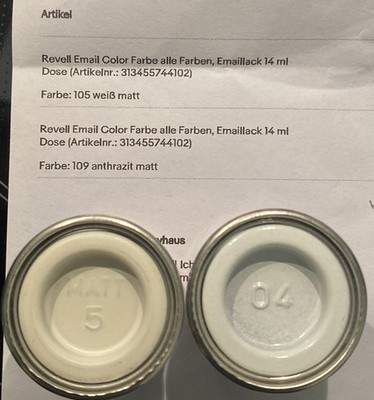 Artikel
Revell Email Color Farbe alle Farben, Emaillack 14 ml
Dose (Artikelnr.: 313455744102)
Farbe: 105 weiß matt
Revell Email Color Farbe alle Farben, Emaillack 14 ml
Dose (Artikelnr.: 313455744102)
Farbe: 109 anthrazit matt
MATT
5
04